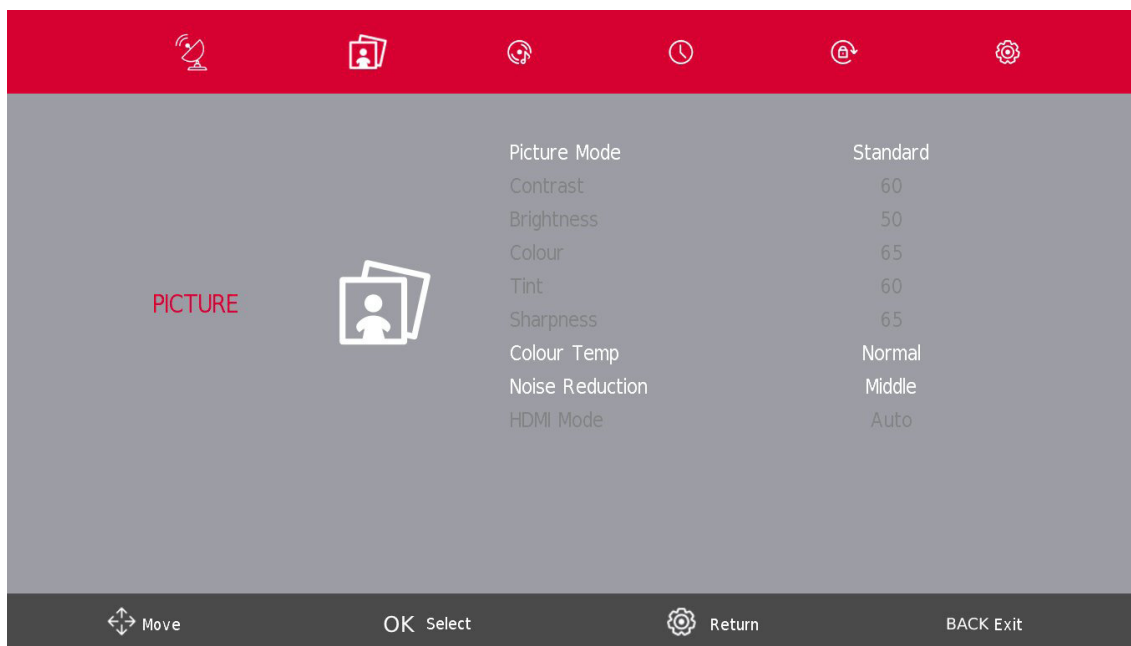 Picture Mode Standard
Contrast 60
Brightness 50
Colour 65
Tint 60
PICTURE
Sharpness 65
Colour Temp Normal
Noise Reduction Middle
HDMI Mode Auto
Move OK Select Return BACK Exit